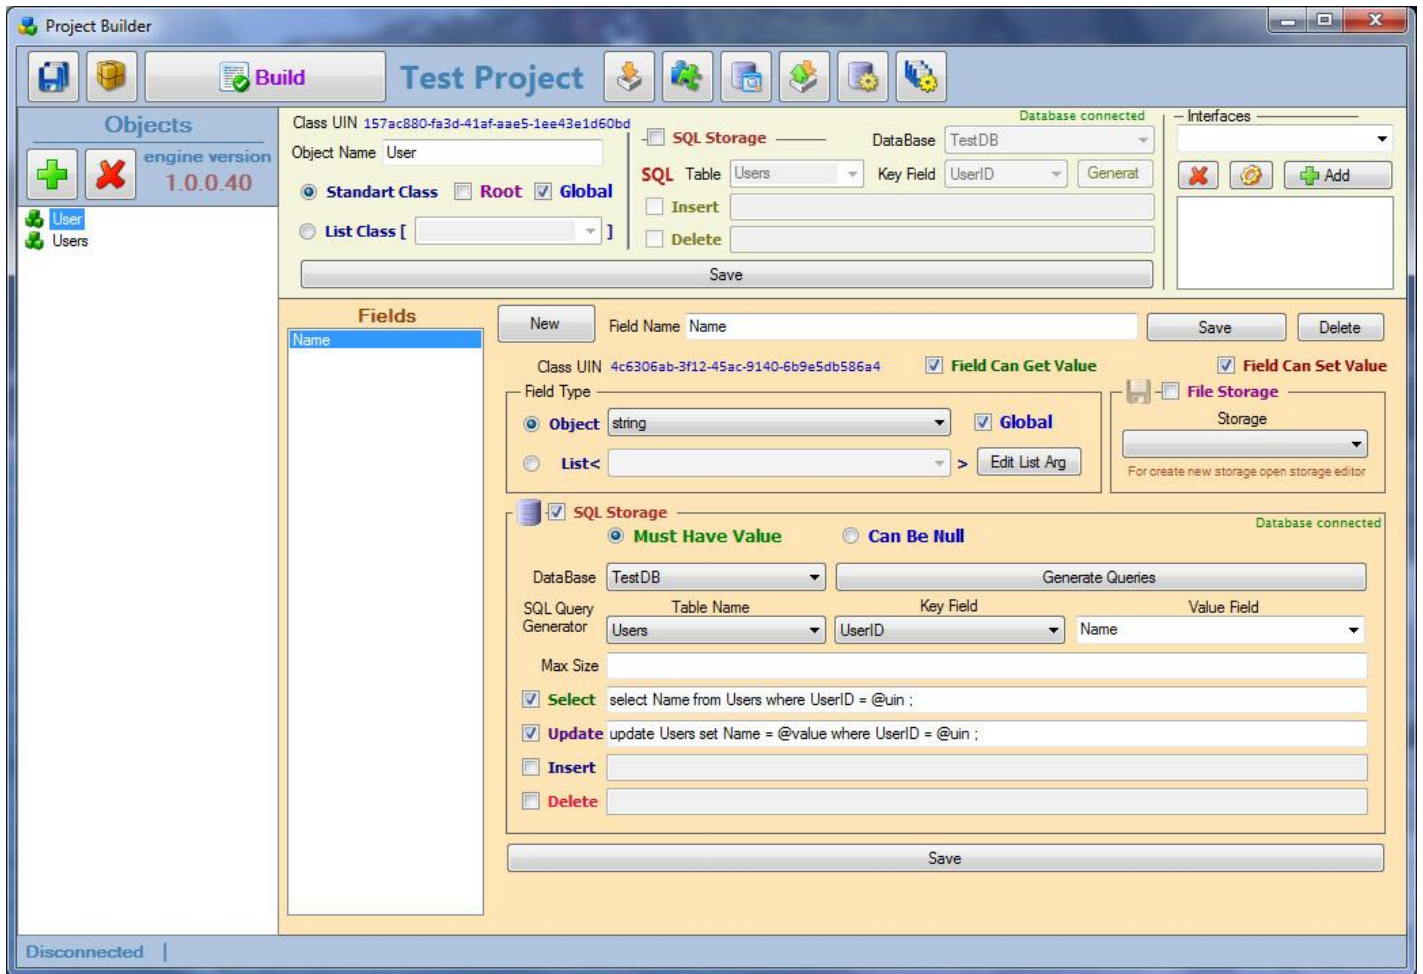 Project Builder
Build
Test Project
Objects
engine version
1.0.0.40
User
Users
Class UIN 157ac880-fa3d-41af-aae5-1ee43e1d60bd
Object Name User
Standart Class Root Global
List Class [ ]
SQL Storage
Database connected
DataBase TestDB
SQL Table Users Key Field UserID Generat
Insert
Delete
Save
Interfaces
Add
Fields
Name
New Field Name Name Save Delete
Class UIN 4c6306ab-3f12-45ac-9140-6b9e5db586a4 Field Can Get Value Field Can Set Value
Field Type
Object string Global
List< > Edit List Arg
File Storage
Storage
For create new storage open storage editor
SQL Storage
Database connected
Must Have Value Can Be Null
DataBase TestDB Generate Queries
SQL Query Generator
Table Name Key Field Value Field
Users UserID Name
Max Size
Select select Name from Users where UserID = @uin ;
Update update Users set Name = @value where UserID = @uin ;
Insert
Delete
Save
Disconnected |